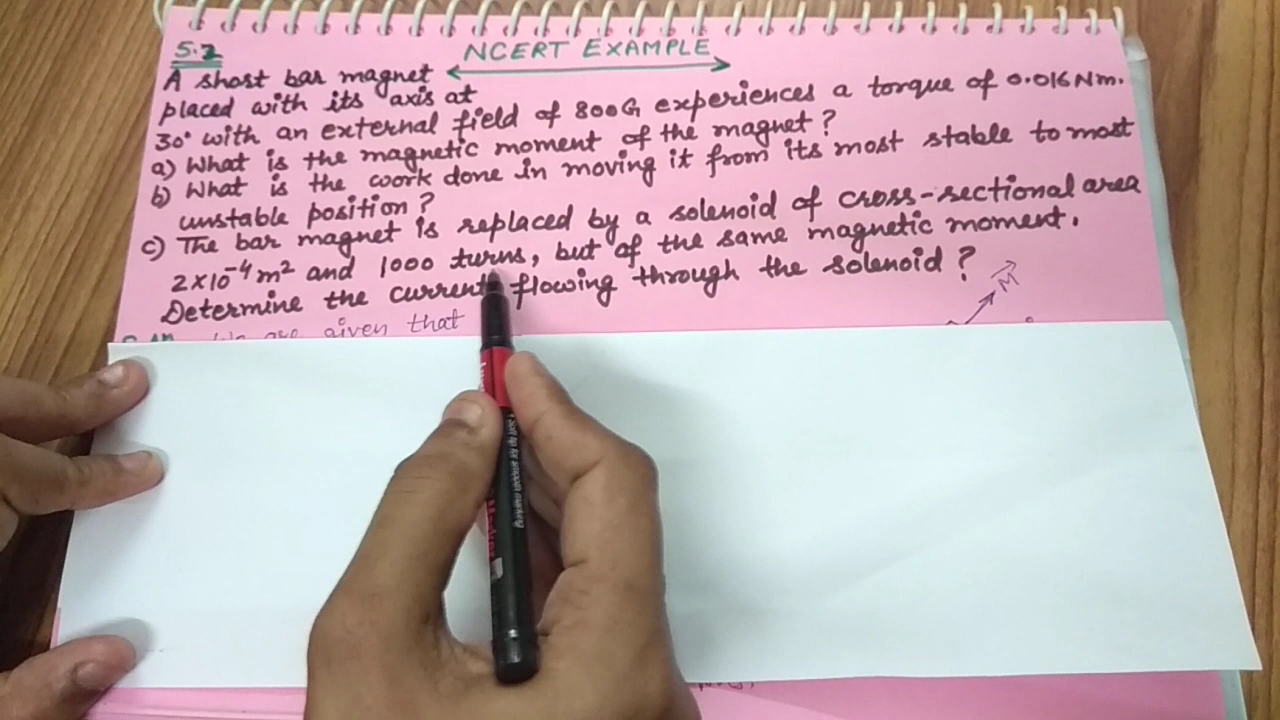 5.2
NCERT EXAMPLE
A short bar magnet
placed with its axis at
30° with an external field of 800G experiences a torque of 0.016Nm.
a) What is the magnetic moment of the magnet?
b) What is the work done in moving it from its most stable to most
unstable position?
c) The bar magnet is replaced by a solenoid of cross-sectional area
2×10⁻⁴m² and 1000 turns, but of the same magnetic moment.
Determine the current flowing through the solenoid?
We are given that
M
Marker